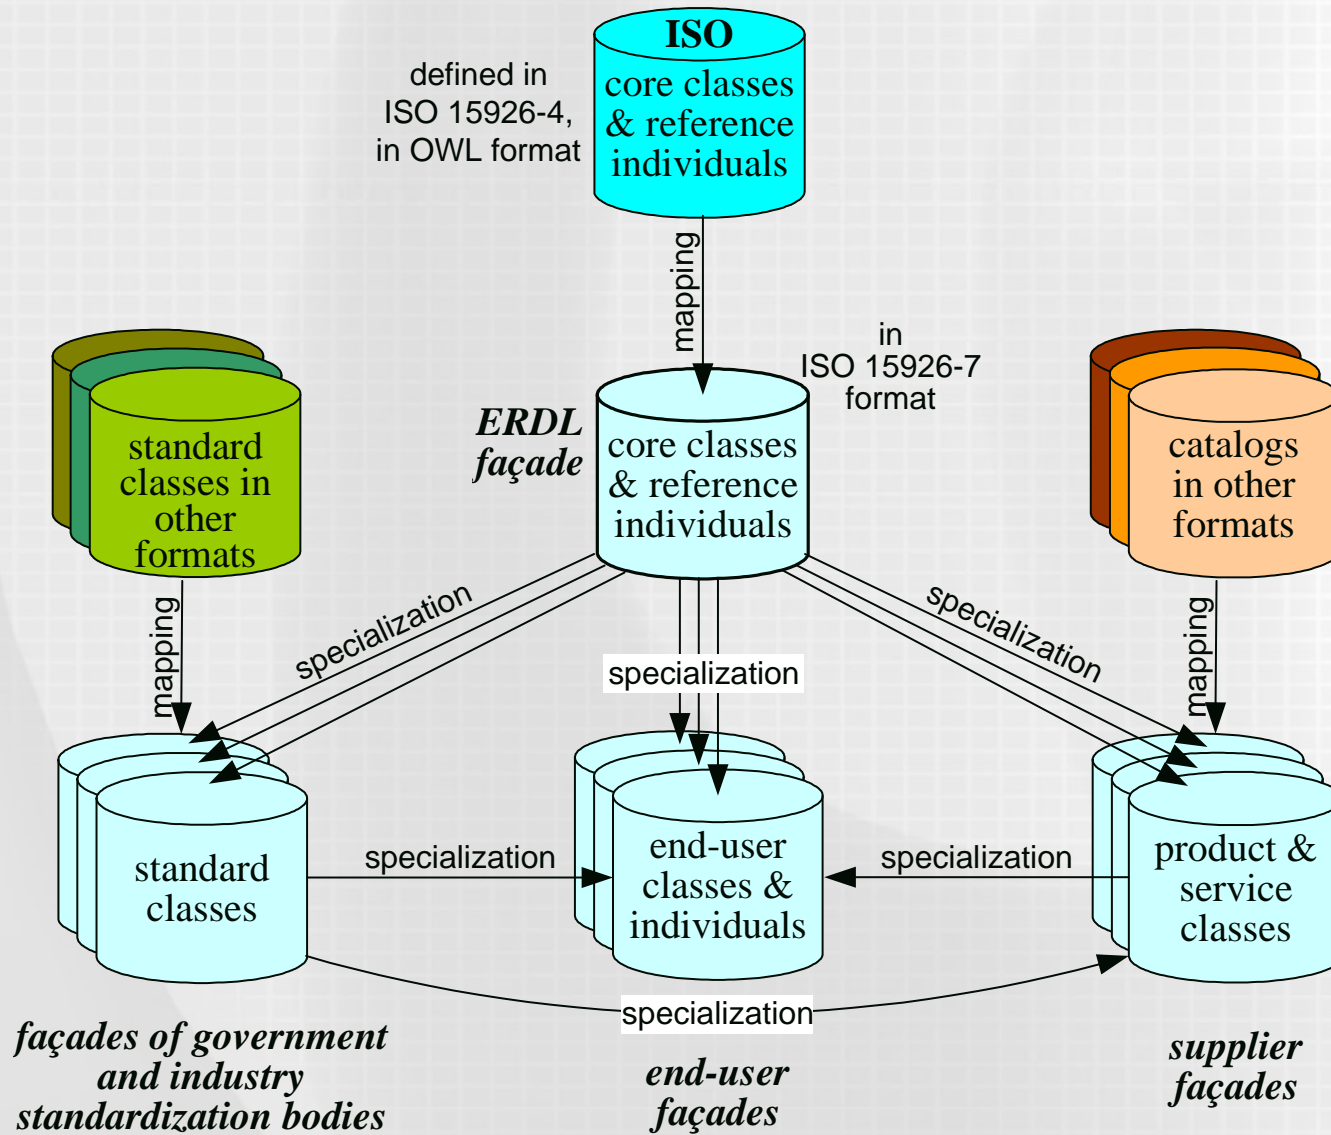 ISO
core classes
& reference
individuals
defined in
ISO 15926-4,
in OWL format
mapping
in
ISO 15926-7
format
ERDL
façade
core classes
& reference
individuals
standard
classes in
other
formats
catalogs
in other
formats
mapping
specialization
specialization
specialization
mapping
standard
classes
specialization
end-user
classes &
individuals
specialization
product &
service
classes
specialization
façades of government
and industry
standardization bodies
end-user
façades
supplier
façades